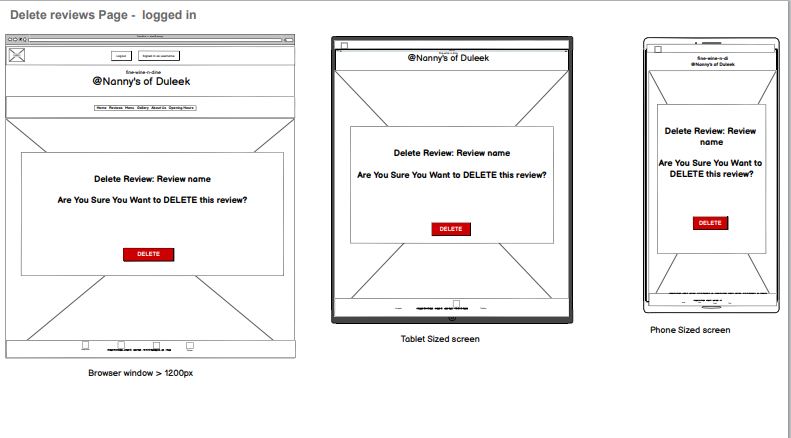 Delete reviews Page - logged in
Logout
Signed in as username
fine-wine-n-dine
@Nanny's of Duleek
Home Reviews Menu Gallery About Us Opening Hours
Delete Review: Review name
Are You Sure You Want to DELETE this review?
DELETE
Browser window > 1200px
@Nanny's of Duleek
Delete Review: Review name
Are You Sure You Want to DELETE this review?
DELETE
Tablet Sized screen
fine-wine-n-di
@Nanny's of Duleek
Delete Review: Review
name
Are You Sure You Want to
DELETE this review?
DELETE
Phone Sized screen